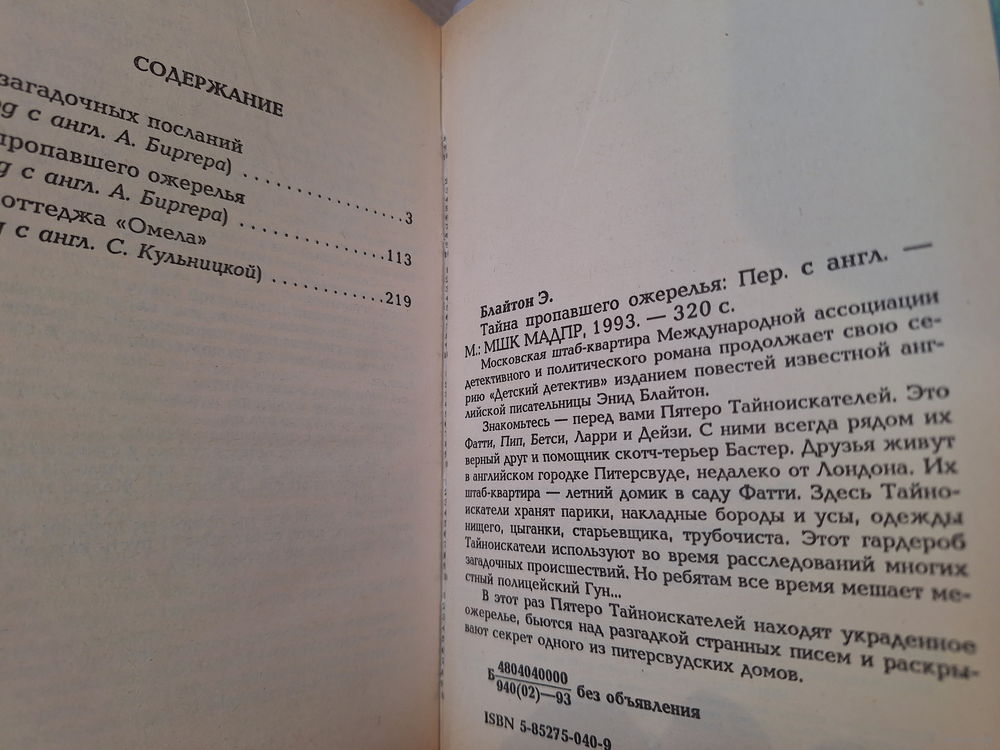 СОДЕРЖАНИЕ
загадочных посланий
с англ. А. Биргера) 3
пропавшего ожерелья
с англ. А. Биргера) 113
оттеджа «Омела»
с англ. С. Кульницкой) 219
Блайтон Э.
Тайна пропавшего ожерелья: Пер. с англ. —
М.: МШК МАДПР, 1993. — 320 с.
Московская штаб-квартира Международной ассоциации
детективного и политического романа продолжает свою се-
рию «Детский детектив» изданием повестей известной анг-
лийской писательницы Энид Блайтон.
Знакомьтесь — перед вами Пятеро Тайноискателей. Это
Фатти, Пип, Бетси, Ларри и Дейзи. С ними всегда рядом их
верный друг и помощник скотч-терьер Бастер. Друзья живут
в английском городке Питерсвуде, недалеко от Лондона. Их
штаб-квартира — летний домик в саду Фатти. Здесь Тайно-
искатели хранят парики, накладные бороды и усы, одежды
нищего, цыганки, старьевщика, трубочиста. Этот гардероб
Тайноискатели используют во время расследований многих
загадочных происшествий. Но ребятам все время мешает ме-
стный полицейский Гун...
В этот раз Пятеро Тайноискателей находят украденное
ожерелье, бьются над разгадкой странных писем и раскры-
вают секрет одного из питерсвудских домов.
Б 4804040000
940(02)—93 без объявления
ISBN 5-85275-040-9